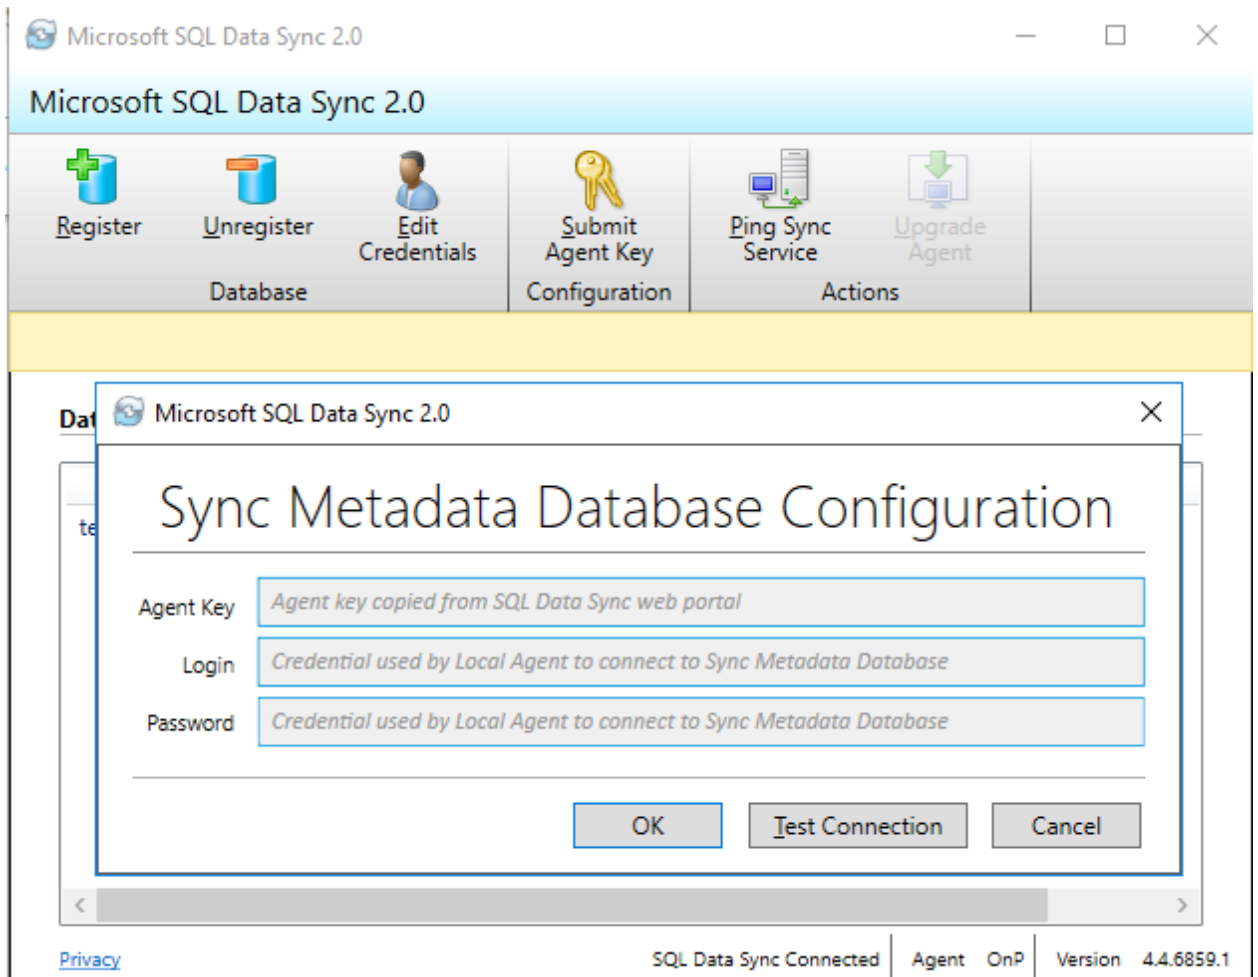 Microsoft SQL Data Sync 2.0
Microsoft SQL Data Sync 2.0
Register
Unregister
Edit
Credentials
Submit
Agent Key
Ping Sync
Service
Upgrade
Agent
Database
Configuration
Actions
Dat
Microsoft SQL Data Sync 2.0
te
Sync Metadata Database Configuration
Agent Key
Agent key copied from SQL Data Sync web portal
Login
Credential used by Local Agent to connect to Sync Metadata Database
Password
Credential used by Local Agent to connect to Sync Metadata Database
OK
Test Connection
Cancel
Privacy
SQL Data Sync Connected
Agent OnP
Version 4.4.6859.1